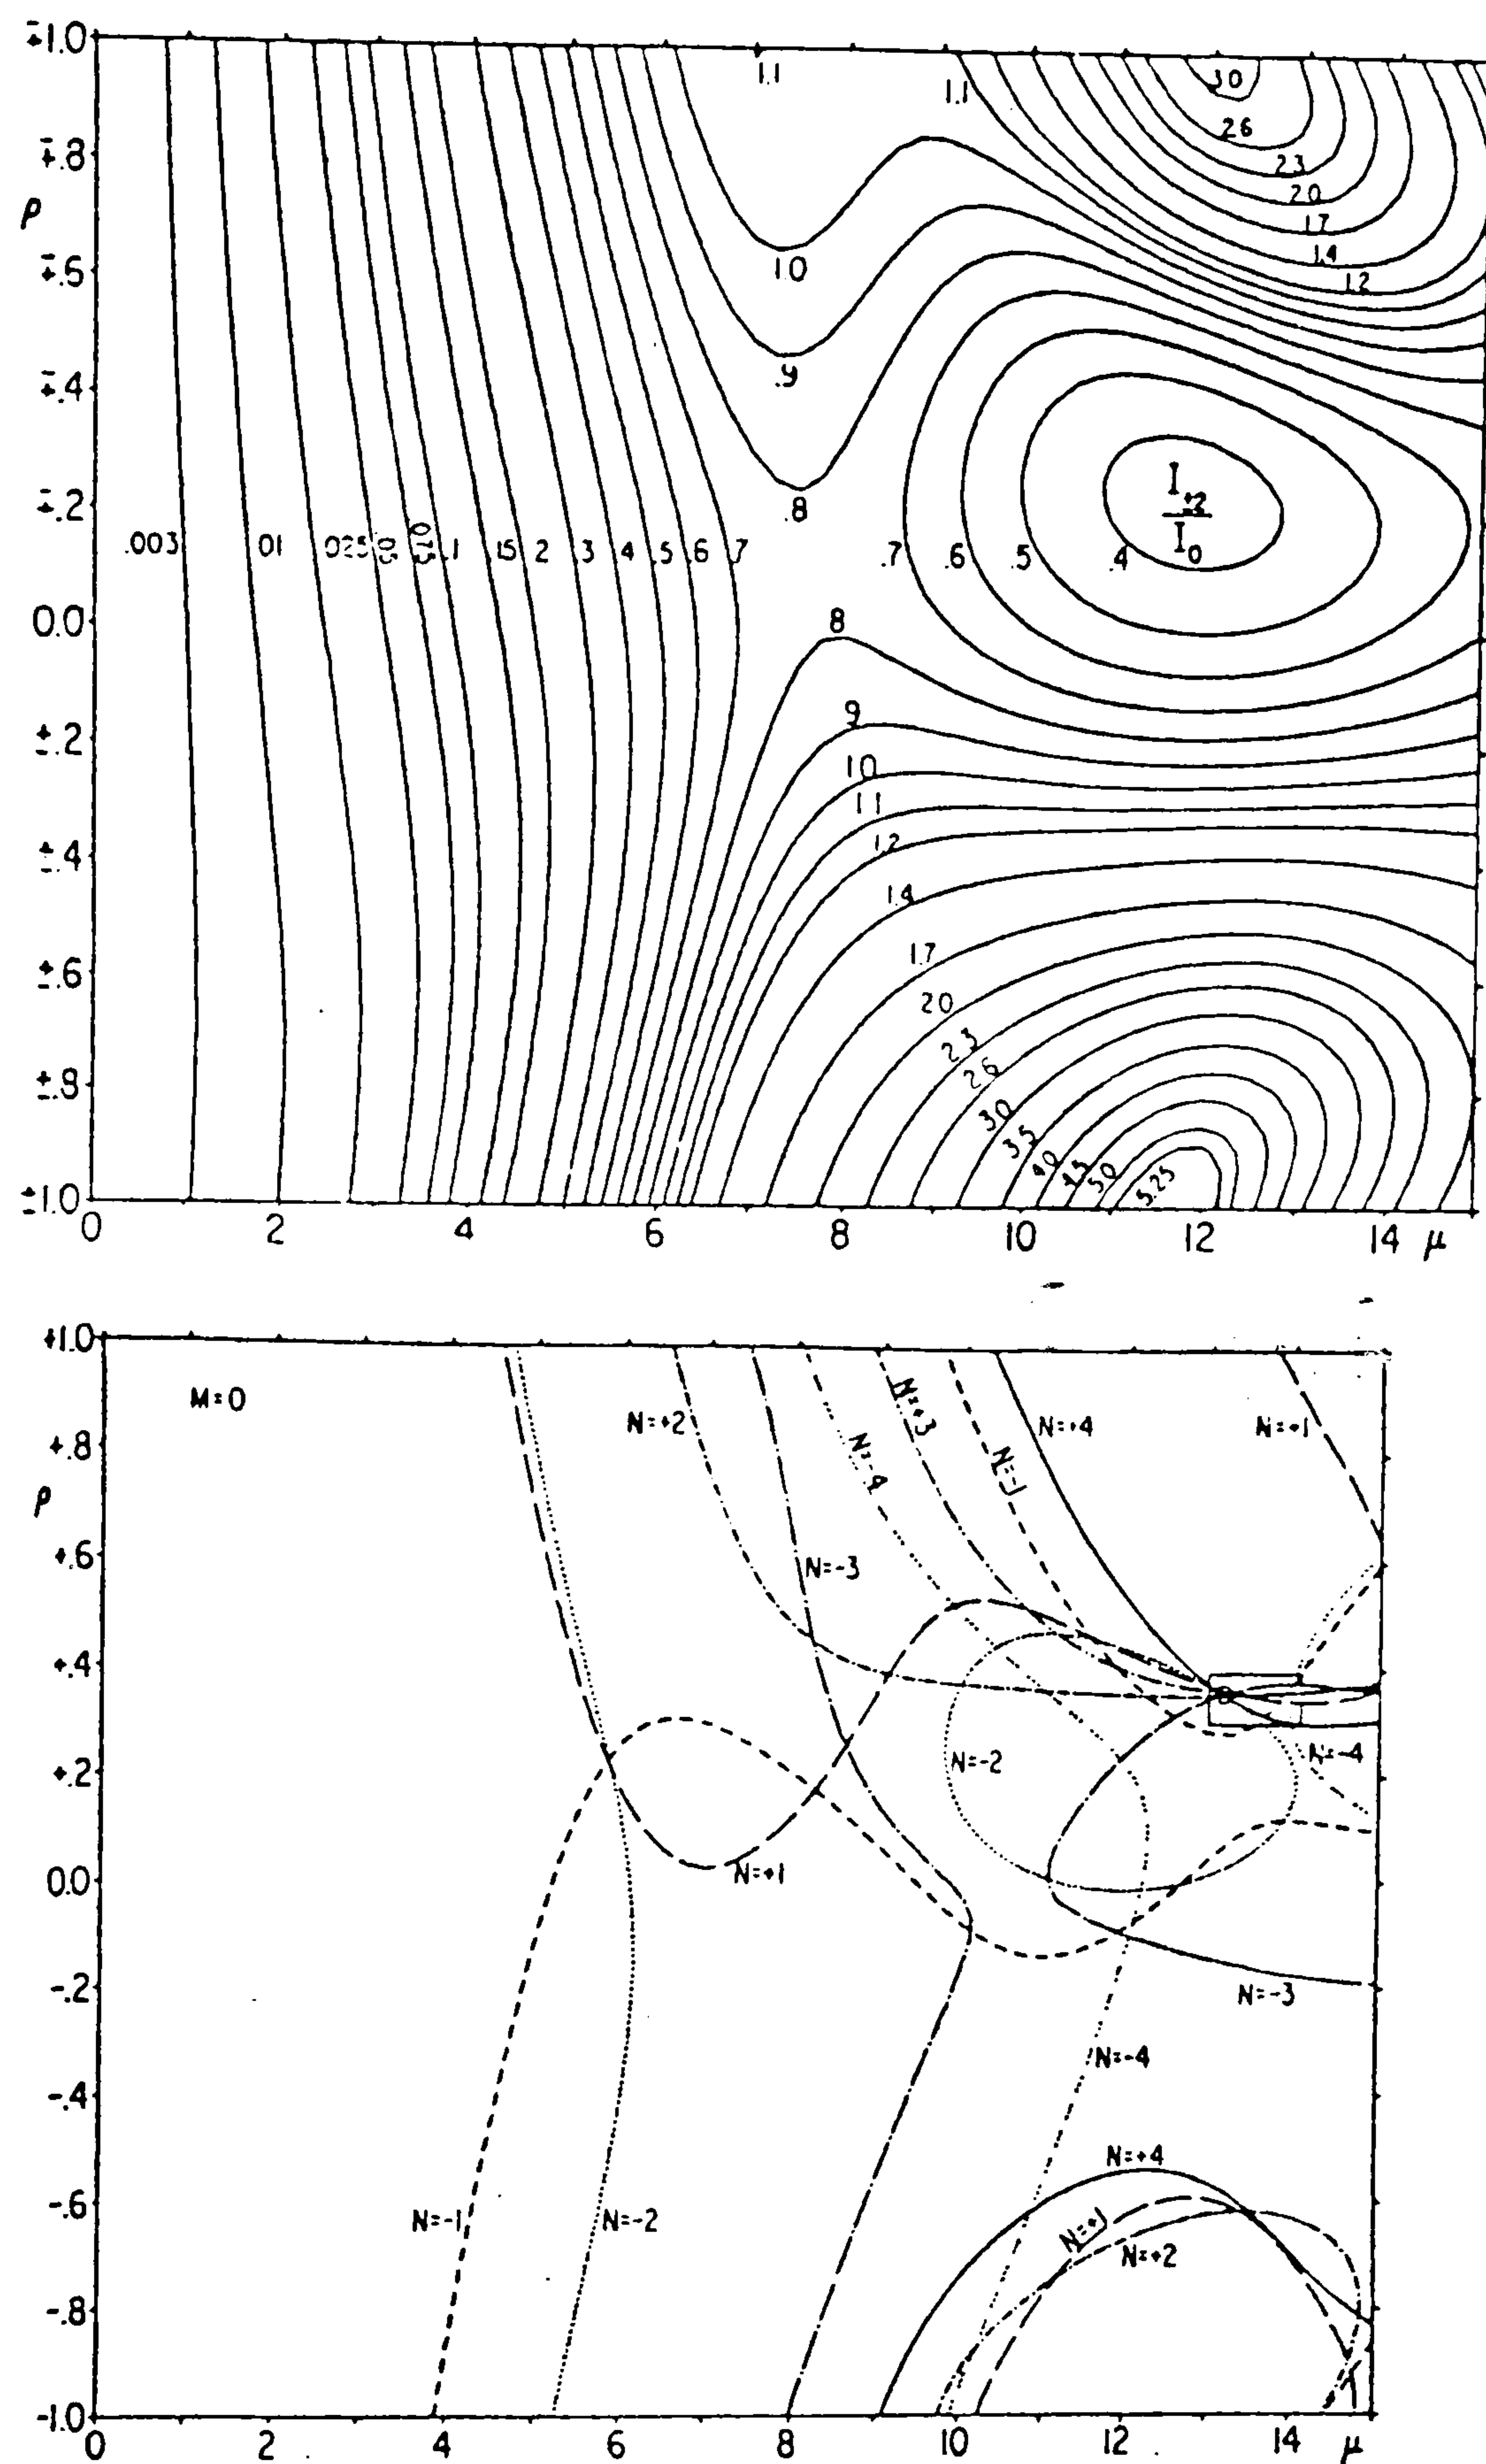 ∓1.0
∓.8
ρ
∓.6
∓.4
∓.2
0.0
±.2
±.4
±.6
±.8
±1.0
1.1
1.1
3.0
2.6
2.3
2.0
1.7
1.4
1.2
1.0
.9
.8
.003
.01
.025
.05
.075
.1
.15
.2
.3
.4
.5
.6
.7
.7
.6
.5
.4
I±2
I0
.8
.9
1.0
1.1
1.2
1.4
1.7
2.0
2.3
2.6
3.0
3.5
4.0
4.5
5.0
5.25
0 2 4 6 8 10 12 14 μ
+1.0
+.8
ρ
+.6
+.4
+.2
0.0
-.2
-.4
-.6
-.8
-1.0
M=0
N=+2
N=-4
N=+3
N=-1
N=+4
N=+1
N=-3
N=-2
N=-4
N=+1
N=-3
N=-4
N=+4
N=-1
N=-2
N=+1
N=+2
0 2 4 6 8 10 12 14 μ